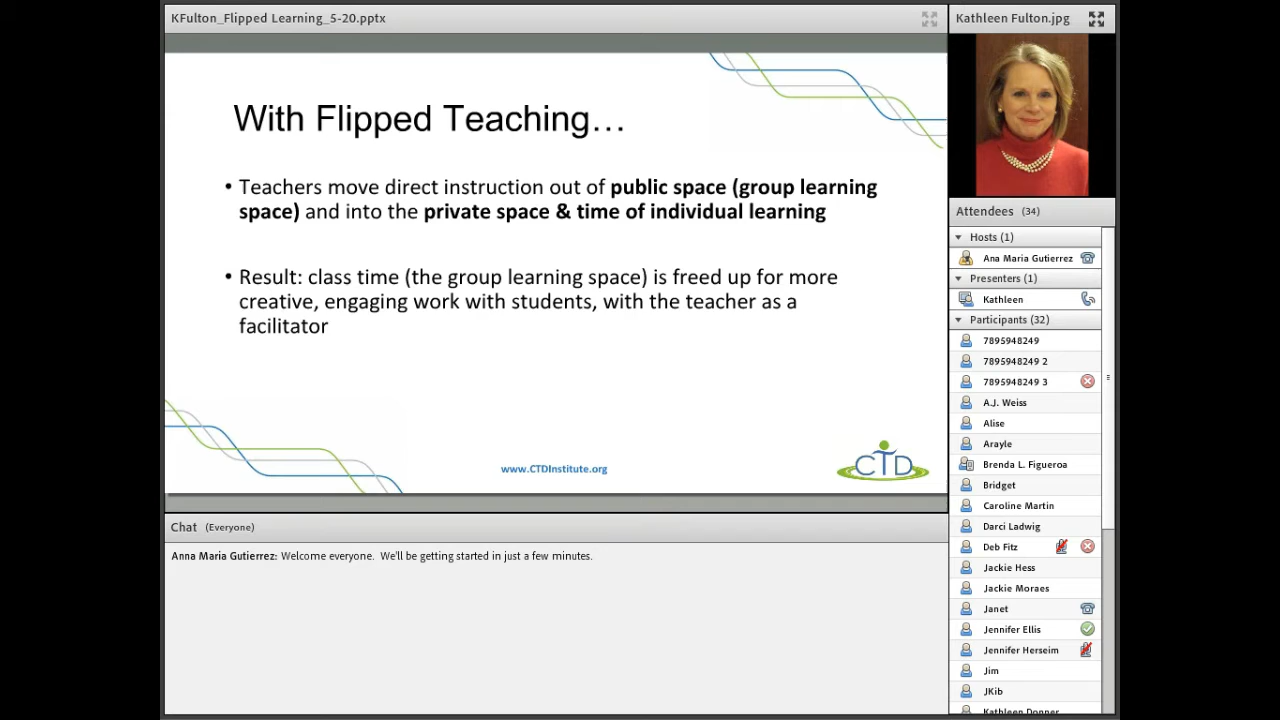 KFulton_Flipped Learning_5-20.pptx
With Flipped Teaching…
• Teachers move direct instruction out of public space (group learning
space) and into the private space & time of individual learning
• Result: class time (the group learning space) is freed up for more
creative, engaging work with students, with the teacher as a
facilitator
www.CTDInstitute.org
CTD
Chat (Everyone)
Anna Maria Gutierrez: Welcome everyone. We'll be getting started in just a few minutes.
Kathleen Fulton.jpg
Attendees (34)
Hosts (1)
Ana Maria Gutierrez
Presenters (1)
Kathleen
Participants (32)
7895948249
7895948249 2
7895948249 3
A.J. Weiss
Alise
Arayle
Brenda L. Figueroa
Bridget
Caroline Martin
Darci Ladwig
Deb Fitz
Jackie Hess
Jackie Moraes
Janet
Jennifer Ellis
Jennifer Herseim
Jim
JKib
Kathleen Donner